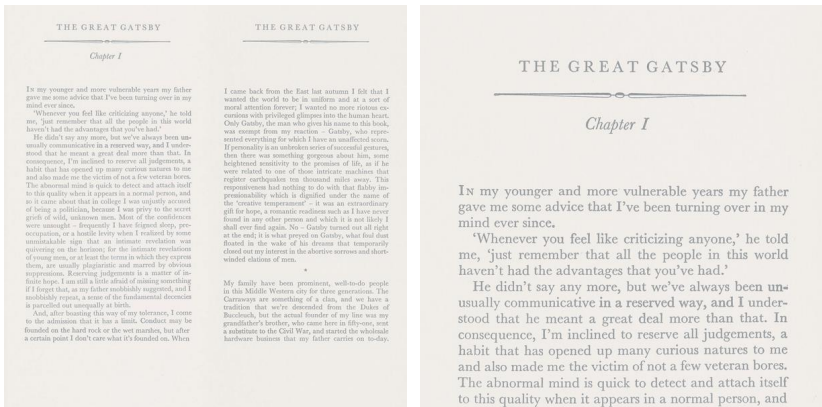 THE GREAT GATSBY
Chapter I
IN my younger and more vulnerable years my father
gave me some advice that I've been turning over in my
mind ever since.
'Whenever you feel like criticizing anyone,' he told
me, 'just remember that all the people in this world
haven't had the advantages that you've had.'
He didn't say any more, but we've always been un-
usually communicative in a reserved way, and I under-
stood that he meant a great deal more than that. In
consequence, I'm inclined to reserve all judgements, a
habit that has opened up many curious natures to me
and also made me the victim of not a few veteran bores.
The abnormal mind is quick to detect and attach itself
to this quality when it appears in a normal person, and
so it came about that in college I was unjustly accused
of being a politician, because I was privy to the secret
griefs of wild, unknown men. Most of the confidences
were unsought – frequently I have feigned sleep, pre-
occupation, or a hostile levity when I realized by some
unmistakable sign that an intimate revelation was
quivering on the horizon; for the intimate revelations
of young men, or at least the terms in which they express
them, are usually plagiaristic and marred by obvious
suppressions. Reserving judgements is a matter of in-
finite hope. I am still a little afraid of missing something
if I forget that, as my father snobbishly suggested, and I
snobbishly repeat, a sense of the fundamental decencies
is parcelled out unequally at birth.
And, after boasting this way of my tolerance, I come
to the admission that it has a limit. Conduct may be
founded on the hard rock or the wet marshes, but after
a certain point I don't care what it's founded on. When
THE GREAT GATSBY
I came back from the East last autumn I felt that I
wanted the world to be in uniform and at a sort of
moral attention forever; I wanted no more riotous ex-
cursions with privileged glimpses into the human heart.
Only Gatsby, the man who gives his name to this book,
was exempt from my reaction – Gatsby, who repre-
sented everything for which I have an unaffected scorn.
If personality is an unbroken series of successful gestures,
then there was something gorgeous about him, some
heightened sensitivity to the promises of life, as if he
were related to one of those intricate machines that
register earthquakes ten thousand miles away. This
responsiveness had nothing to do with that flabby im-
pressionability which is dignified under the name of
the 'creative temperament' – it was an extraordinary
gift for hope, a romantic readiness such as I have never
found in any other person and which it is not likely I
shall ever find again. No – Gatsby turned out all right
at the end; it is what preyed on Gatsby, what foul dust
floated in the wake of his dreams that temporarily
closed out my interest in the abortive sorrows and short-
winded elations of men.
*
My family have been prominent, well-to-do people
in this Middle Western city for three generations. The
Carraways are something of a clan, and we have a
tradition that we're descended from the Dukes of
Buccleuch, but the actual founder of my line was my
grandfather's brother, who came here in fifty-one, sent
a substitute to the Civil War, and started the wholesale
hardware business that my father carries on to-day.
THE GREAT GATSBY
Chapter I
IN my younger and more vulnerable years my father
gave me some advice that I've been turning over in my
mind ever since.
'Whenever you feel like criticizing anyone,' he told
me, 'just remember that all the people in this world
haven't had the advantages that you've had.'
He didn't say any more, but we've always been un-
usually communicative in a reserved way, and I under-
stood that he meant a great deal more than that. In
consequence, I'm inclined to reserve all judgements, a
habit that has opened up many curious natures to me
and also made me the victim of not a few veteran bores.
The abnormal mind is quick to detect and attach itself
to this quality when it appears in a normal person, and